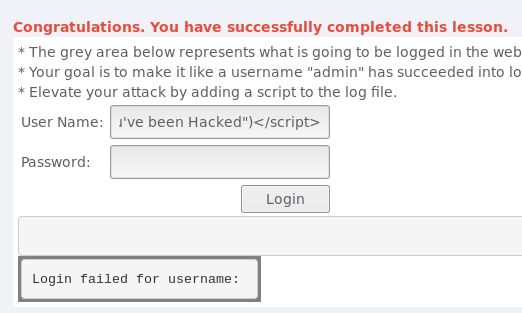 Congratulations. You have successfully completed this lesson.
* The grey area below represents what is going to be logged in the web
* Your goal is to make it like a username "admin" has succeeded into lo
* Elevate your attack by adding a script to the log file.
User Name: u've been Hacked")</script>
Password:
Login
Login failed for username: